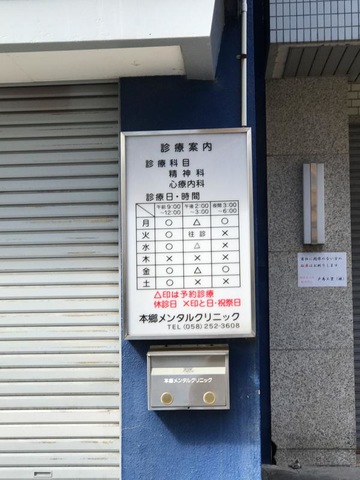 診療案内
診療科目
精神科
心療内科
診療日・時間
午前9:00~12:00 午後2:00~3:00 夜間3:00~6:00
月 ○ △ ○
火 ○ 往診 ×
水 ○ △ ×
木 × × ×
金 ○ △ ○
土 ○ × ×
△印は予約診療
休診日 ×印と日・祝祭日
本郷メンタルクリニック
TEL (058) 252-3608
本郷メンタルクリニック